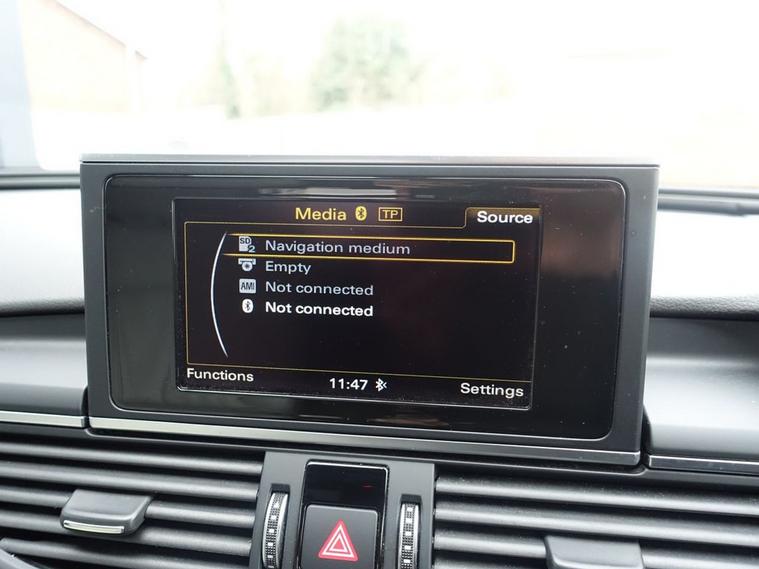 Media TP Source
SD 2 Navigation medium
Empty
AMI Not connected
Not connected
Functions 11:47 Settings